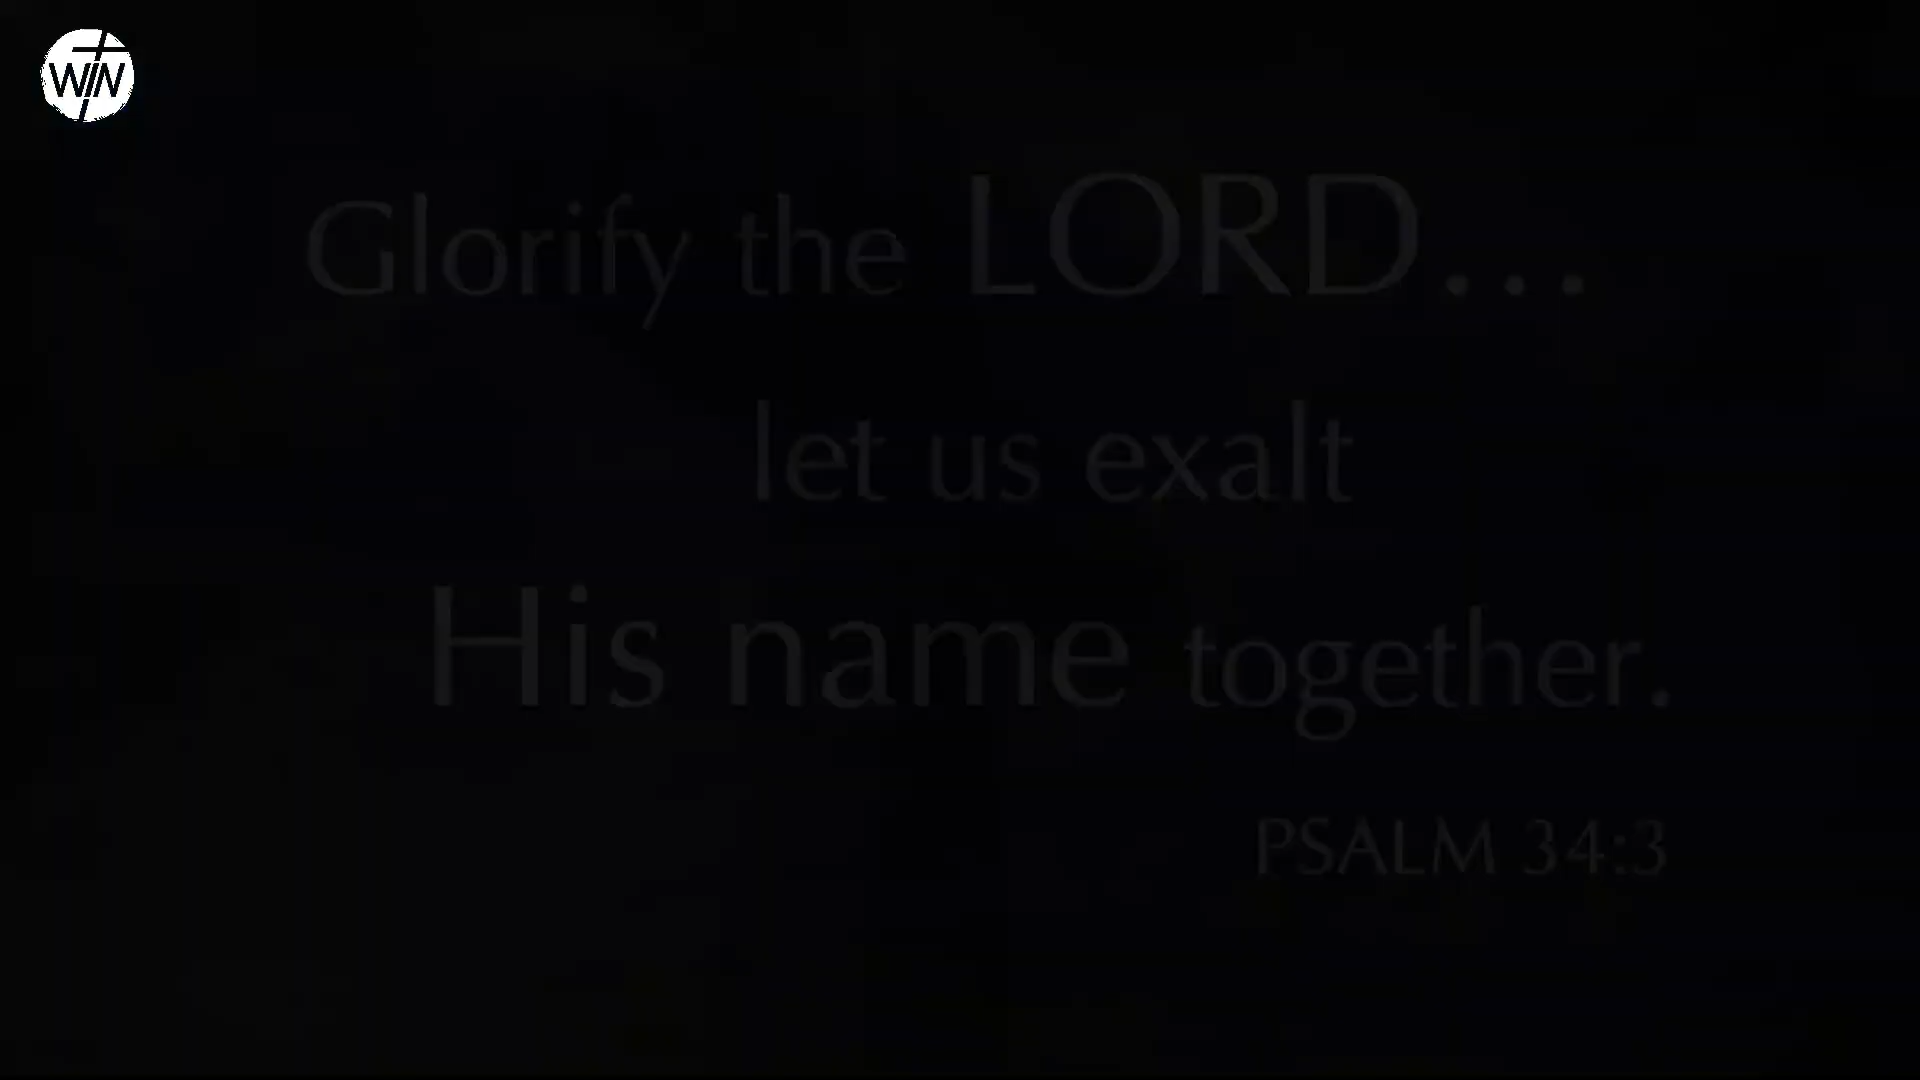 WIN
Glorify the LORD...
let us exalt
His name together.
PSALM 34:3